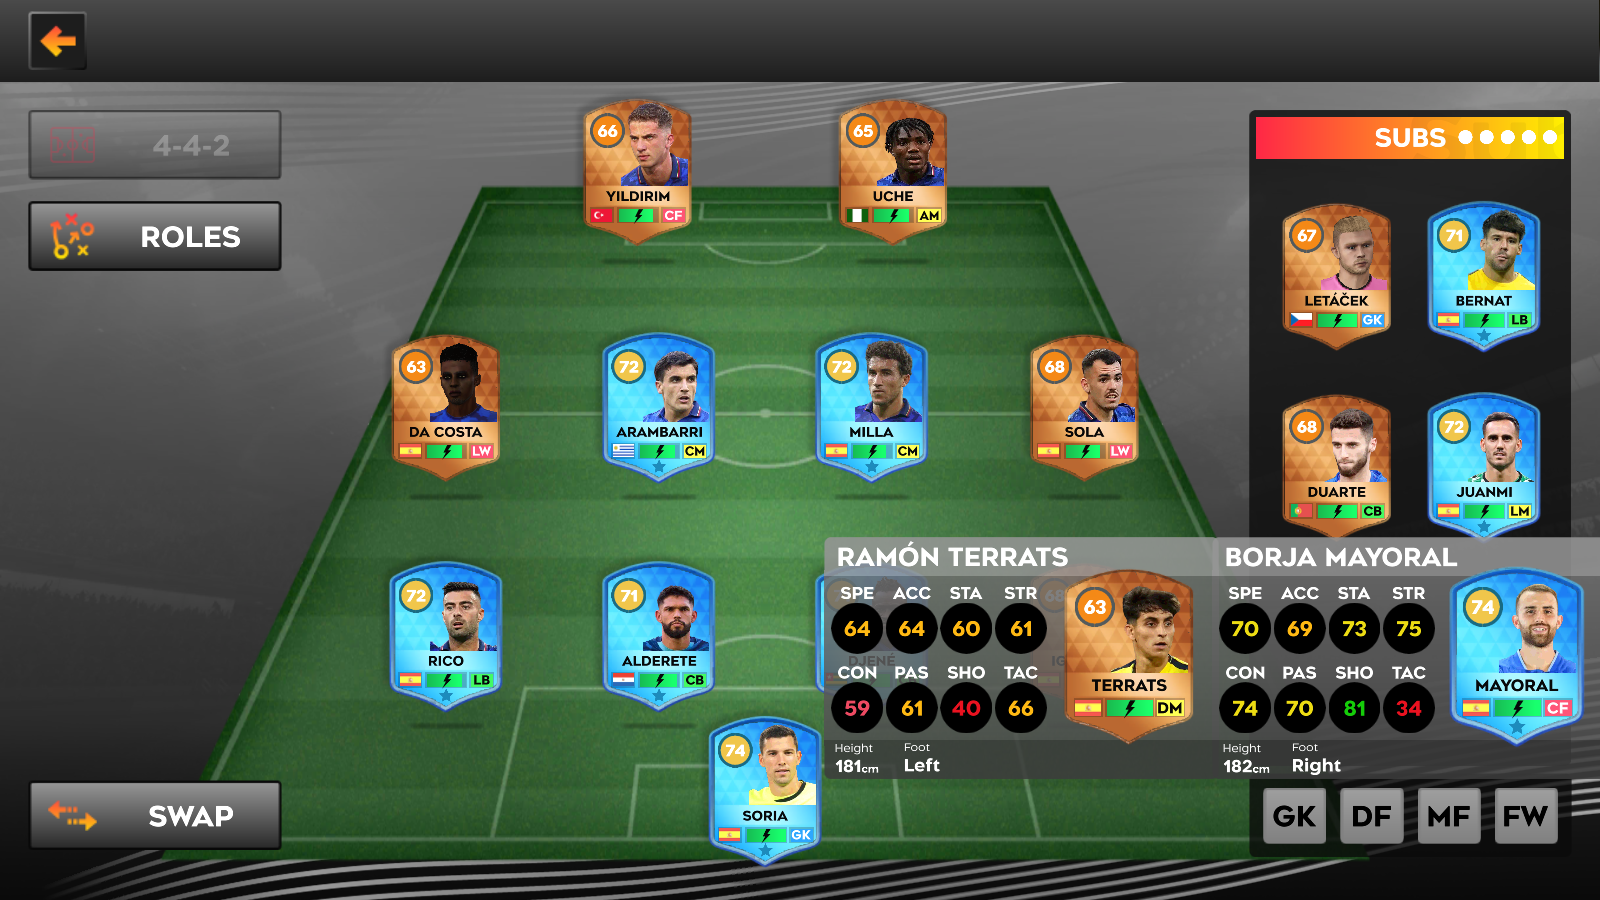 4-4-2
ROLES
SUBS
66
YILDIRIM
CF
65
UCHE
AM
67
LETÁČEK
GK
71
BERNAT
LB
63
DA COSTA
LW
72
ARAMBARRI
CM
72
MILLA
CM
68
SOLA
LW
68
DUARTE
CB
72
JUANMI
LM
72
RICO
LB
71
ALDERETE
CB
DJENÉ
68
RAMÓN TERRATS
SPE ACC STA STR
64 64 60 61
CON PAS SHO TAC
59 61 40 66
Height Foot
181cm Left
63
TERRATS
DM
BORJA MAYORAL
SPE ACC STA STR
70 69 73 75
CON PAS SHO TAC
74 70 81 34
Height Foot
182cm Right
74
MAYORAL
CF
74
SORIA
GK
SWAP
GK DF MF FW